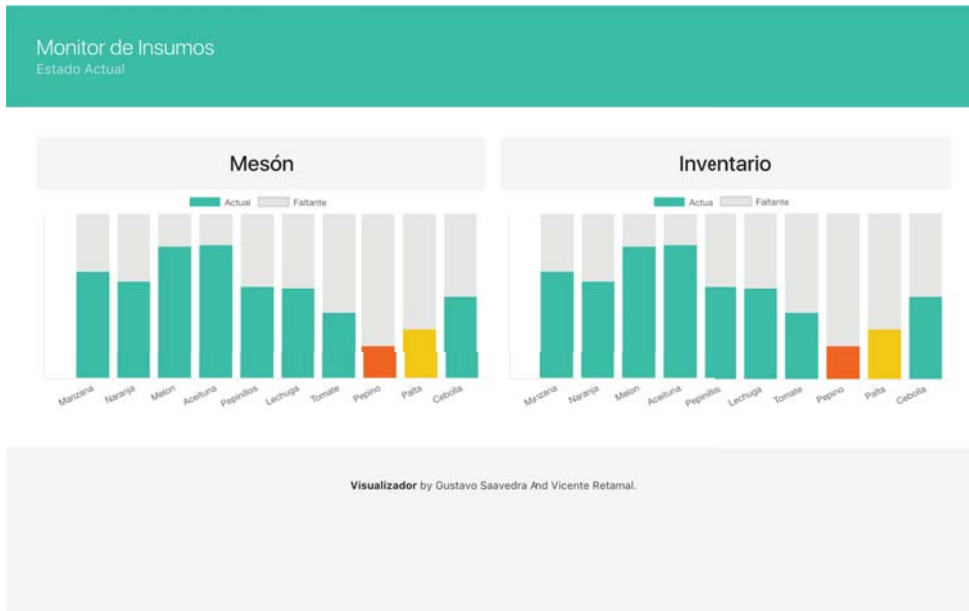 Monitor de Insumos
Estado Actual
Mesón
Actual Faltante
Manzana Naranja Melon Aceituna Pepinillos Lechuga Tomate Pepino Palta Cebolla
Inventario
Actua Faltante
Manzana Naranja Melon Aceituna Pepinillos Lechuga Tomate Pepino Palta Cebolla
Visualizador by Gustavo Saavedra And Vicente Retamal.